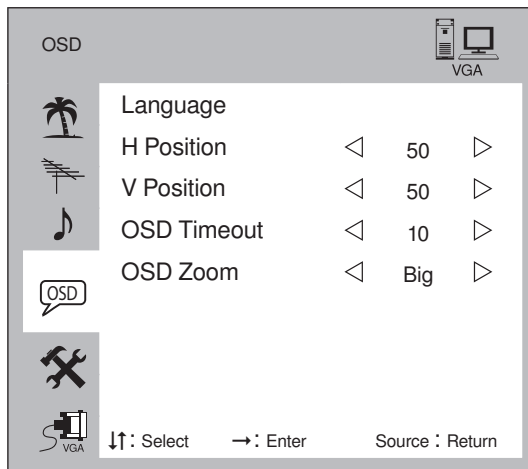 OSD
VGA
Language
H Position 50
V Position 50
OSD Timeout 10
OSD Zoom Big
OSD
VGA
↓↑: Select →: Enter Source : Return